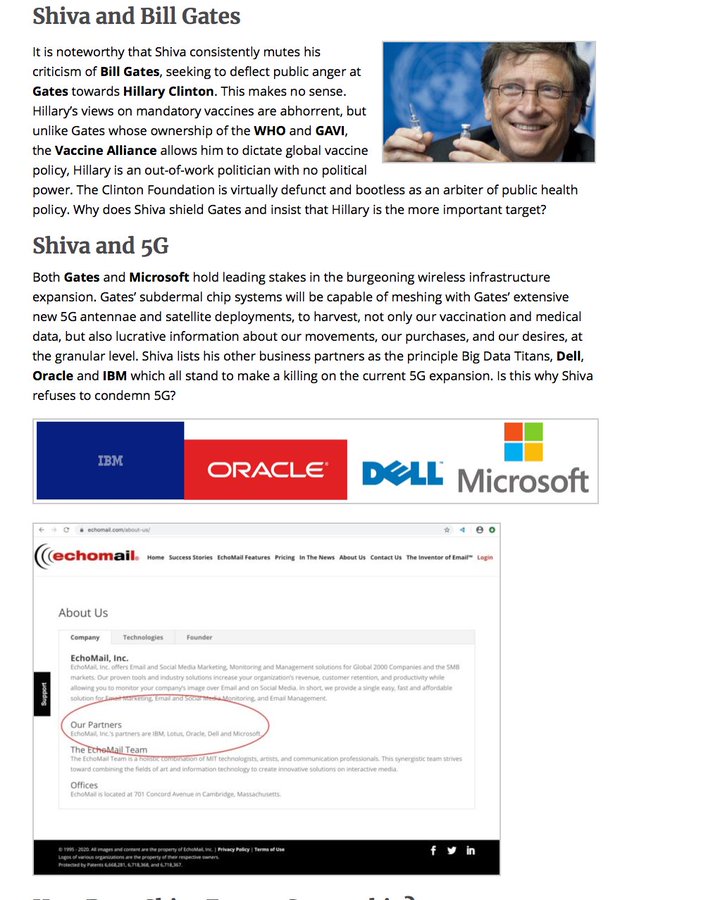 Shiva and Bill Gates
It is noteworthy that Shiva consistently mutes his
criticism of Bill Gates, seeking to deflect public anger at
Gates towards Hillary Clinton. This makes no sense.
Hillary’s views on mandatory vaccines are abhorrent, but
unlike Gates whose ownership of the WHO and GAVI,
the Vaccine Alliance allows him to dictate global vaccine
policy, Hillary is an out-of-work politician with no political
power. The Clinton Foundation is virtually defunct and bootless as an arbiter of public health
policy. Why does Shiva shield Gates and insist that Hillary is the more important target?
Shiva and 5G
Both Gates and Microsoft hold leading stakes in the burgeoning wireless infrastructure
expansion. Gates’ subdermal chip systems will be capable of meshing with Gates’ extensive
new 5G antennae and satellite deployments, to harvest, not only our vaccination and medical
data, but also lucrative information about our movements, our purchases, and our desires, at
the granular level. Shiva lists his other business partners as the principle Big Data Titans, Dell,
Oracle and IBM which all stand to make a killing on the current 5G expansion. Is this why Shiva
refuses to condemn 5G?
IBM ORACLE® DELL™ Microsoft
echomail.com/about-us/
echomail® Home Success Stories EchoMail Features Pricing In The News About Us Contact Us The Inventor of Email™ Login
About Us
Company Technologies Founder
EchoMail, Inc.
EchoMail, Inc. offers Email and Social Media Marketing, Monitoring and Management solutions for Global 2000 Companies and the SMB
markets. Our proven tools and industry solutions increase your organization's revenue, customer retention, and productivity while
allowing you to monitor your company's image over Email and on Social Media. In short, we provide a single easy, fast and affordable
solution for Email Marketing, Email and Social Media Monitoring, and Email Management.
Support
Our Partners
EchoMail, Inc.'s partners are IBM, Lotus, Oracle, Dell and Microsoft.
The EchoMail Team
The EchoMail Team is a holistic combination of MIT technologists, artists, and communication professionals. This synergistic team strives
toward combining the fields of art and information technology to create innovative solutions on interactive media.
Offices
EchoMail is located at 701 Concord Avenue in Cambridge, Massachusetts.
© 1995 - 2020. All images and content are the property of EchoMail, Inc. | Privacy Policy | Terms of Use
Logos of various organizations are the property of their respective owners.
Protected by Patents 6,668,281, 6,718,368, and 6,718,367.